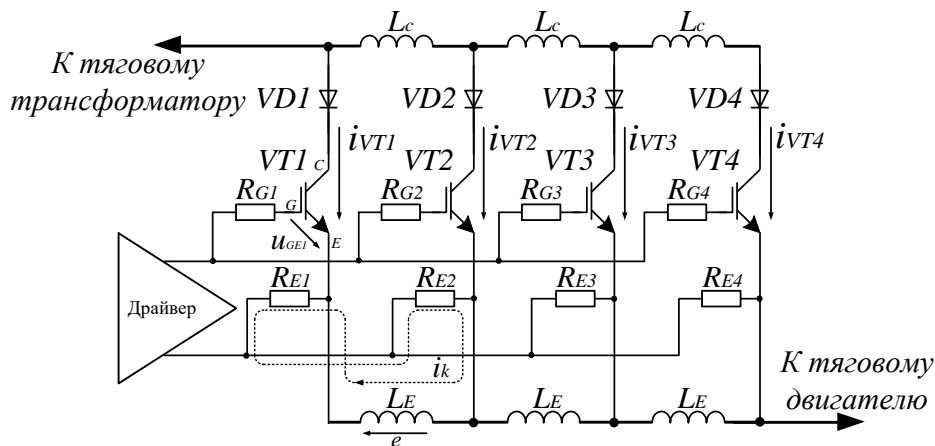 Lc Lc Lc
К тяговому
трансформатору
VD1 VD2 VD3 VD4
iVT1 iVT2 iVT3 iVT4
VT1 C VT2 VT3 VT4
RG1 RG2 RG3 RG4
G
uGE1 E
RE1 RE2 RE3 RE4
Драйвер
ik
К тяговому
двигателю
LE LE LE
e